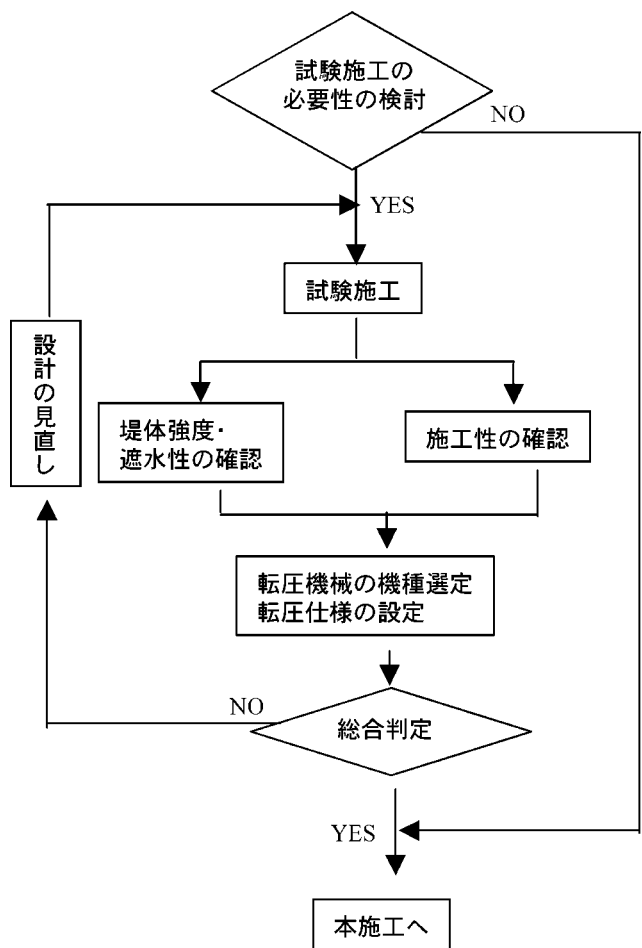 試験施工の
必要性の検討
NO
YES
試験施工
設計の見直し
堤体強度・
遮水性の確認
施工性の確認
転圧機械の機種選定
転圧仕様の設定
NO
総合判定
YES
本施工へ